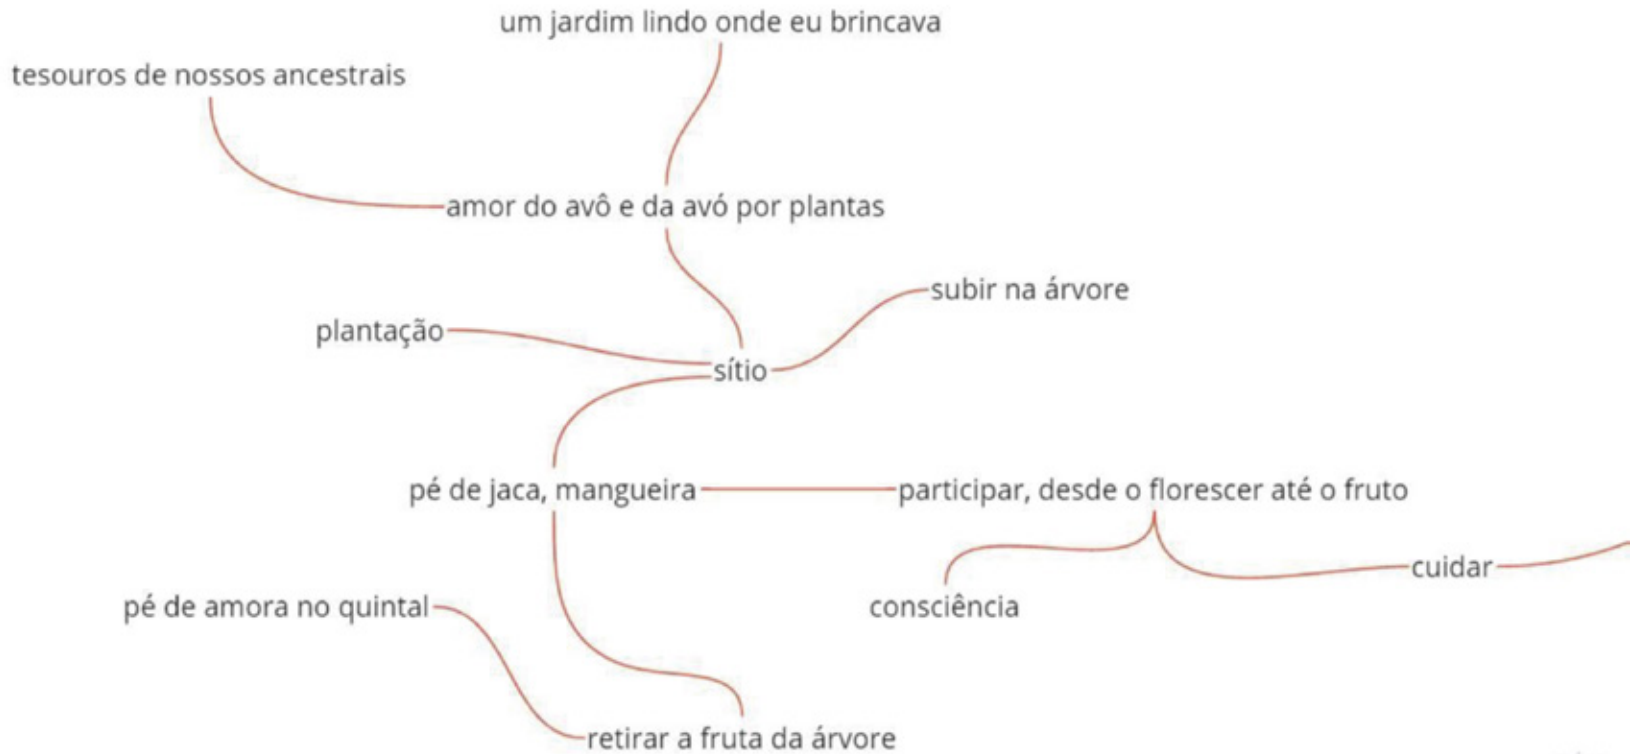 um jardim lindo onde eu brincava
tesouros de nossos ancestrais
amor do avô e da avó por plantas
subir na árvore
plantação
sítio
pé de jaca, mangueira
participar, desde o florescer até o fruto
cuidar
pé de amora no quintal
consciência
retirar a fruta da árvore